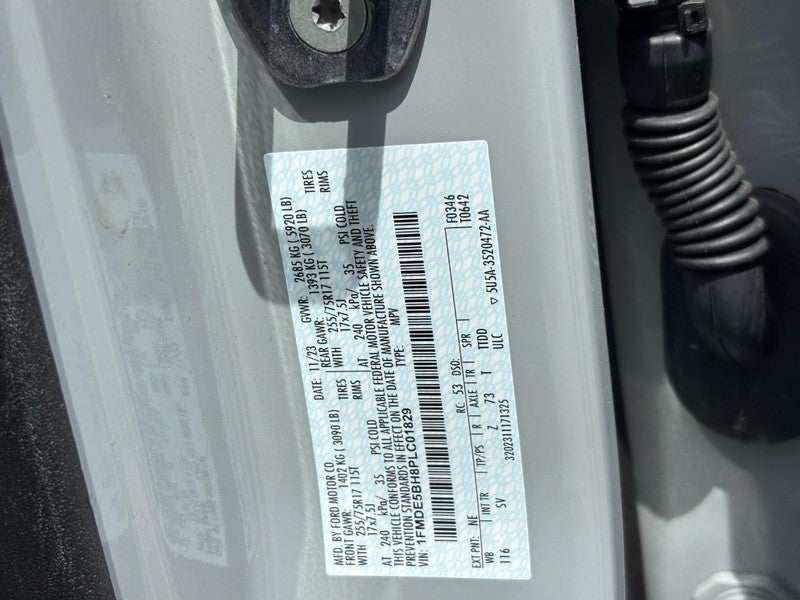 MFD. BY FORD MOTOR CO. DATE: 11/23 GVWR: 2685 KG ( 5920 LB)
FRONT GAWR: 1402 KG ( 3090 LB) REAR GAWR: 1393 KG ( 3070 LB)
WITH 255/75R17 115T TIRES WITH 255/75R17 115T TIRES
17x7.5J RIMS 17x7.5J RIMS
AT 240 kPa/ 35 PSI COLD AT 240 kPa/ 35 PSI COLD
THIS VEHICLE CONFORMS TO ALL APPLICABLE FEDERAL MOTOR VEHICLE SAFETY AND THEFT
PREVENTION STANDARDS IN EFFECT ON THE DATE OF MANUFACTURE SHOWN ABOVE.
VIN: 1FMDE5BH8PLC01829 TYPE: MPV
F0346
T0642
EXT PNT: NE RC: 53 DSO:
WB INT TR TP/PS R AXLE TR SPR
116 SV Z 73 T TTDD
ULC
3202311171325 ▽ 5U5A-3520472-AA